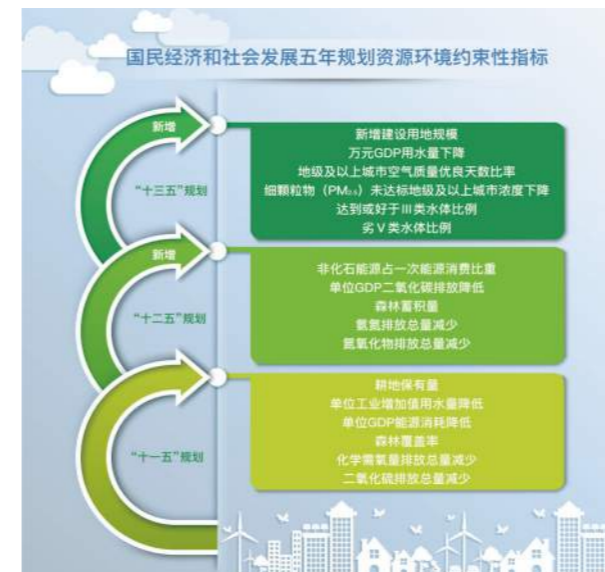 国民经济和社会发展五年规划资源环境约束性指标
新增
“十三五”规划
新增建设用地规模
万元GDP用水量下降
地级及以上城市空气质量优良天数比率
细颗粒物（PM₂.₅）未达标地级及以上城市浓度下降
达到或好于Ⅲ类水体比例
劣Ⅴ类水体比例
新增
“十二五”规划
非化石能源占一次能源消费比重
单位GDP二氧化碳排放降低
森林蓄积量
氨氮排放总量减少
氮氧化物排放总量减少
“十一五”规划
耕地保有量
单位工业增加值用水量降低
单位GDP能源消耗降低
森林覆盖率
化学需氧量排放总量减少
二氧化硫排放总量减少